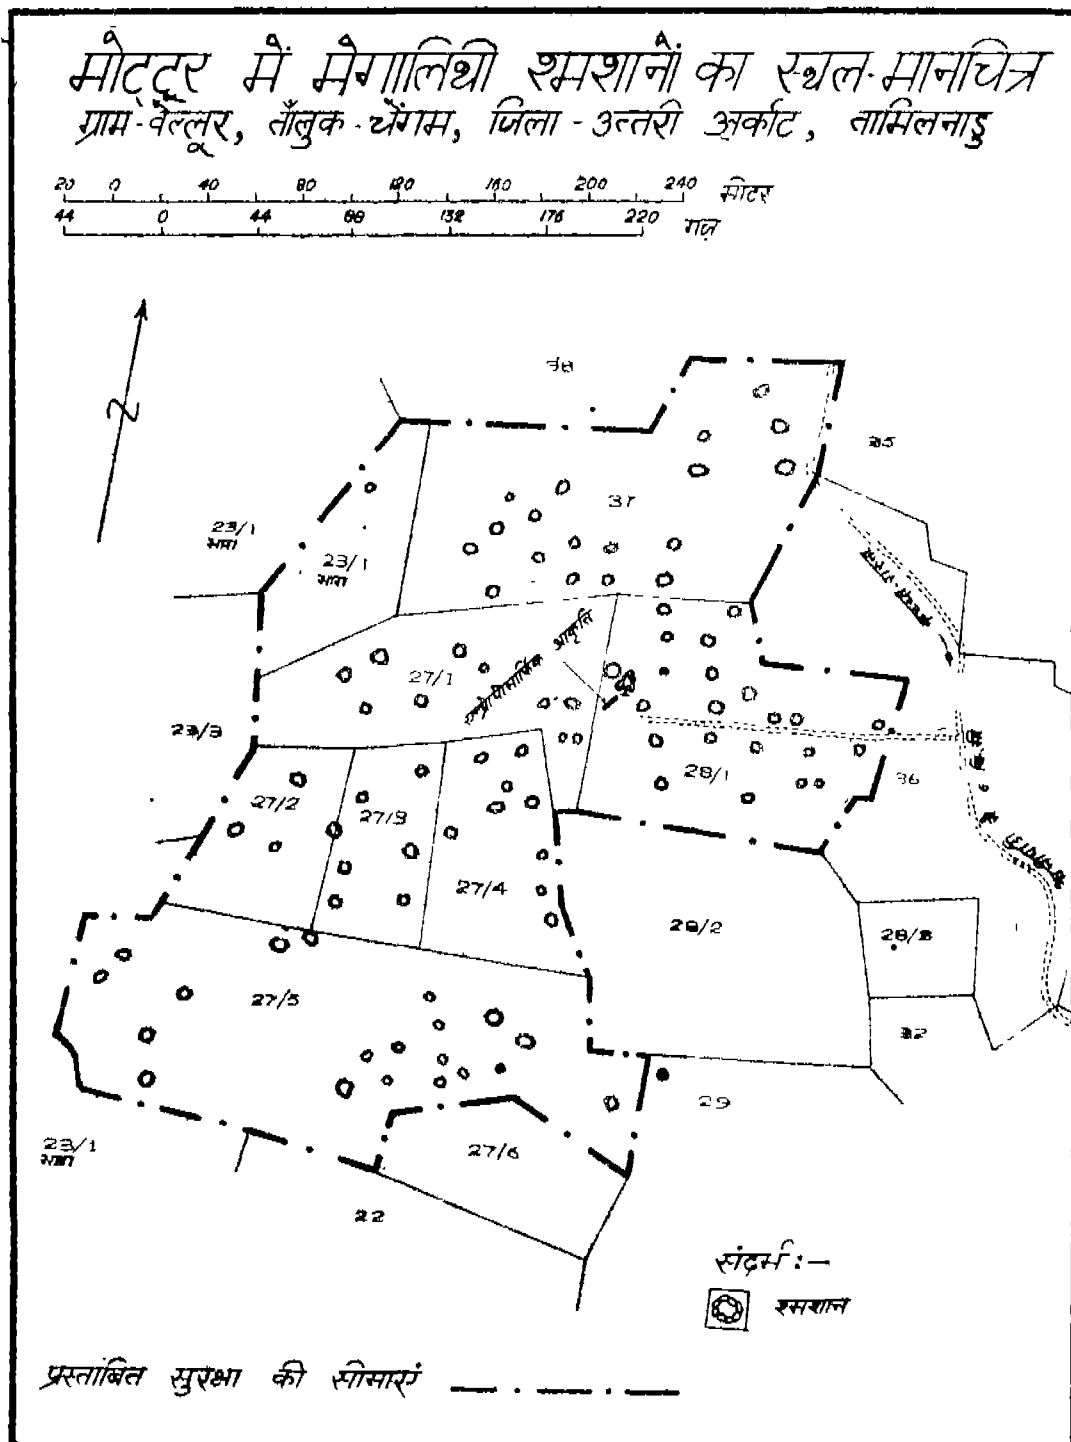 मोट्टूर में मेगालिथी श्मशानों का स्थल-मानचित्र
ग्राम-वेल्लूर, ताँलुक-चेंगम, जिला-उत्तरी अर्काट, तामिलनाडु
20 0 40 80 120 160 200 240 मीटर
44 0 44 88 132 176 220 गज़
N
38
35
37
23/1
भाग
23/1
भाग
आकृति
27/1
23/3
28/1
36
27/2
27/3
27/4
28/2
28/3
27/5
32
29
23/1
भाग
27/6
22
संदर्भ:-
श्मशान
प्रस्तावित सुरक्षा की सीमाएं